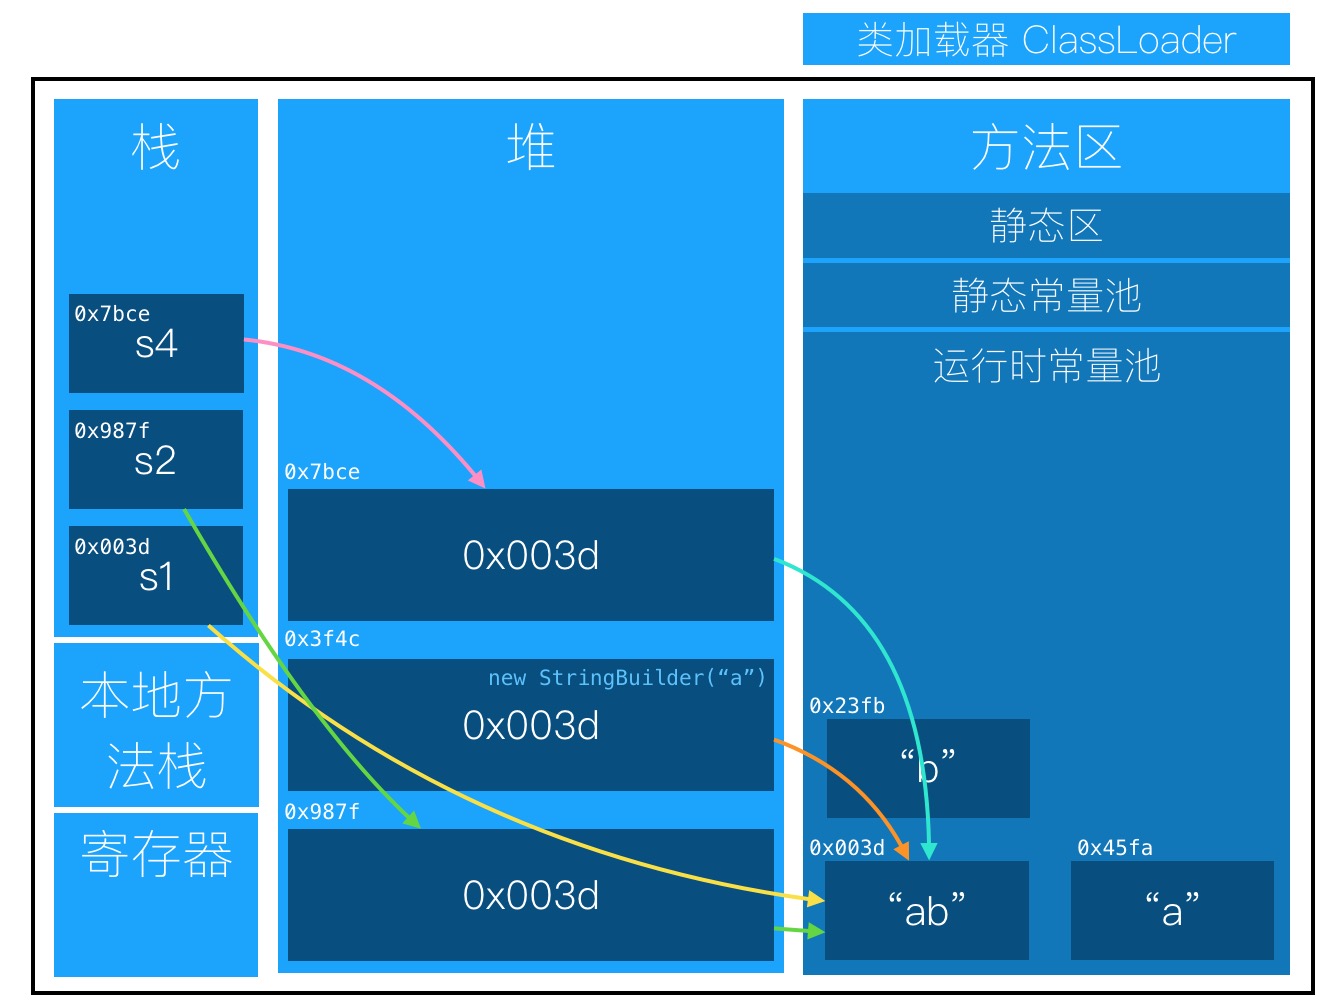 类加载器 ClassLoader
栈
0x7bce
s4
0x987f
s2
0x003d
s1
本地方
法栈
寄存器
堆
0x7bce
0x003d
0x3f4c
new StringBuilder(“a”)
0x003d
0x987f
0x003d
方法区
静态区
静态常量池
运行时常量池
0x23fb
“b”
0x003d
“ab”
0x45fa
“a”